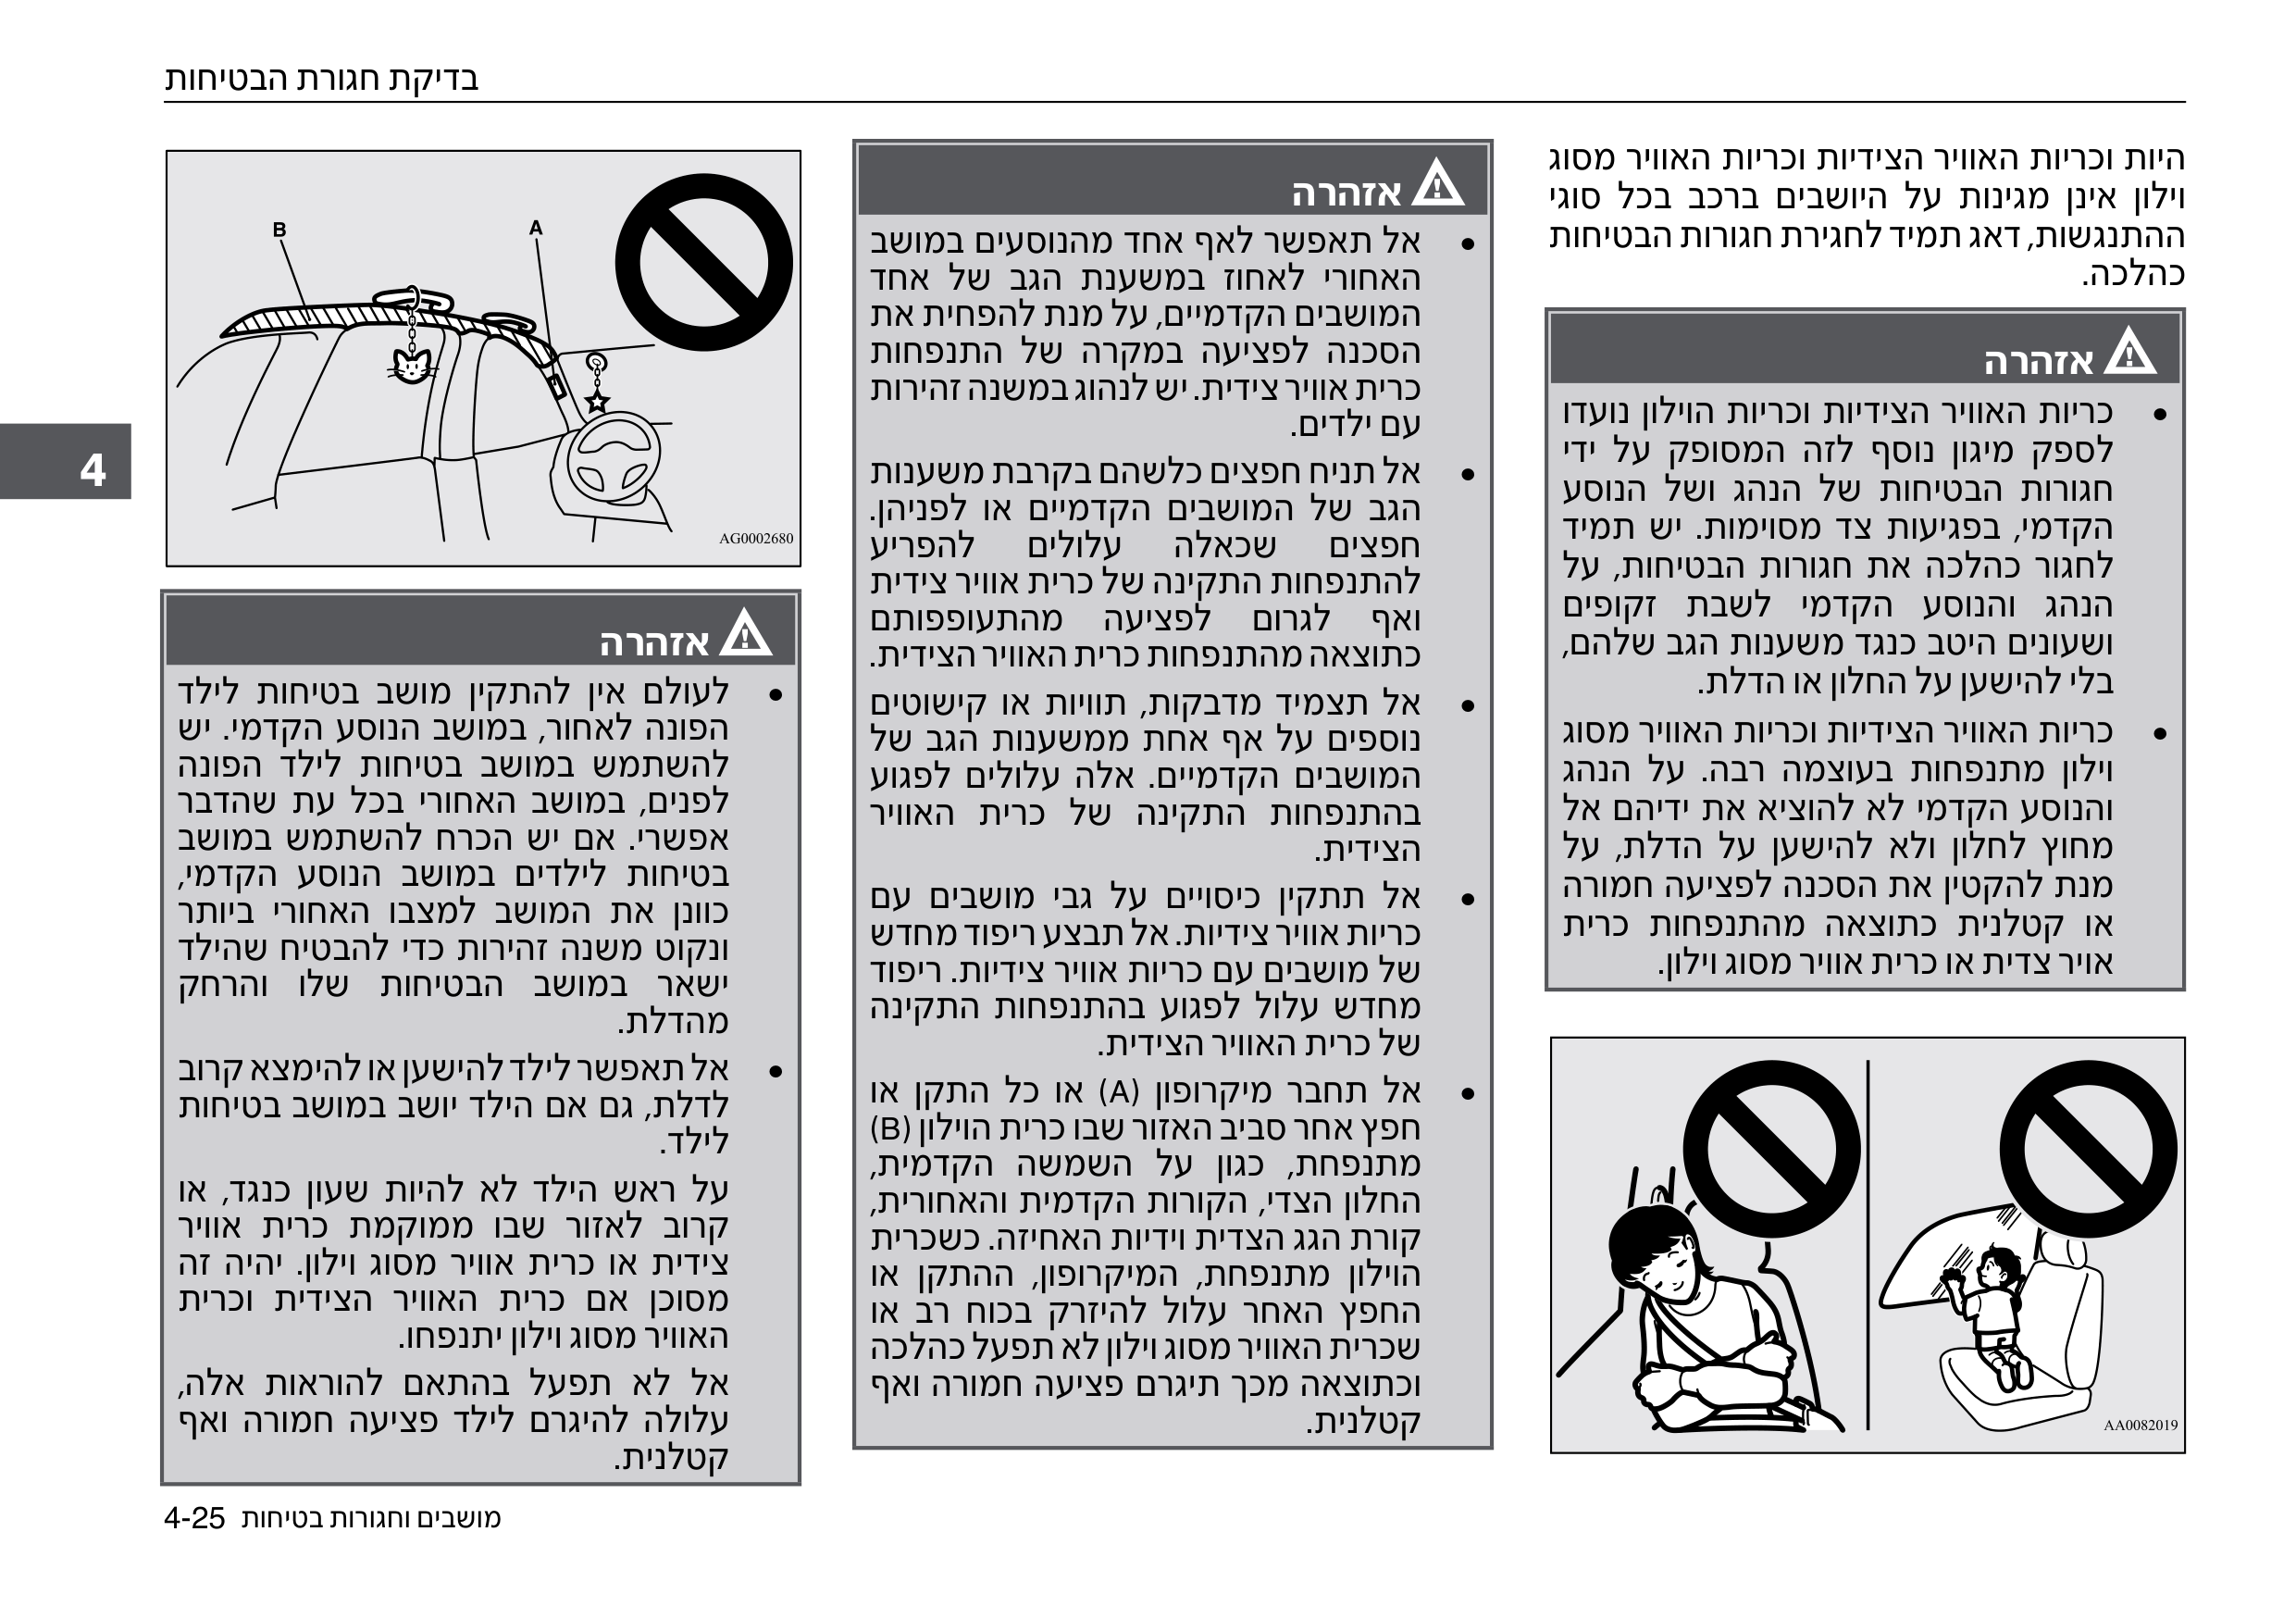 בדיקת חגורת הבטיחות
היות וכריות האוויר הצידיות וכריות האוויר מסוג
וילון אינן מגינות על היושבים ברכב בכל סוגי
ההתנגשות, דאג תמיד לחגירת חגורות הבטיחות
כהלכה.
אזהרה
• כריות האוויר הצידיות וכריות הוילון נועדו
לספק מיגון נוסף לזה המסופק על ידי
חגורות הבטיחות של הנהג ושל הנוסע
הקדמי, בפגיעות צד מסוימות. יש תמיד
לחגור כהלכה את חגורות הבטיחות, על
הנהג והנוסע הקדמי לשבת זקופים
ושעונים היטב כנגד משענות הגב שלהם,
בלי להישען על החלון או הדלת.
• כריות האוויר הצידיות וכריות האוויר מסוג
וילון מתנפחות בעוצמה רבה. על הנהג
והנוסע הקדמי לא להוציא את ידיהם אל
מחוץ לחלון ולא להישען על הדלת, על
מנת להקטין את הסכנה לפציעה חמורה
או קטלנית כתוצאה מהתנפחות כרית
אויר צדית או כרית אוויר מסוג וילון.
AA0082019
אזהרה
• אל תאפשר לאף אחד מהנוסעים במושב
האחורי לאחוז במשענת הגב של אחד
המושבים הקדמיים, על מנת להפחית את
הסכנה לפציעה במקרה של התנפחות
כרית אוויר צידית. יש לנהוג במשנה זהירות
עם ילדים.
• אל תניח חפצים כלשהם בקרבת משענות
הגב של המושבים הקדמיים או לפניהן.
חפצים שכאלה עלולים להפריע
להתנפחות התקינה של כרית אוויר צידית
ואף לגרום לפציעה מהתעופפותם
כתוצאה מהתנפחות כרית האוויר הצידית.
• אל תצמיד מדבקות, תוויות או קישוטים
נוספים על אף אחת ממשענות הגב של
המושבים הקדמיים. אלה עלולים לפגוע
בהתנפחות התקינה של כרית האוויר
הצידית.
• אל תתקין כיסויים על גבי מושבים עם
כריות אוויר צידיות. אל תבצע ריפוד מחדש
של מושבים עם כריות אוויר צידיות. ריפוד
מחדש עלול לפגוע בהתנפחות התקינה
של כרית האוויר הצידית.
• אל תחבר מיקרופון (A) או כל התקן או
חפץ אחר סביב האזור שבו כרית הוילון (B)
מתנפחת, כגון על השמשה הקדמית,
החלון הצדי, הקורות הקדמית והאחורית,
קורת הגג הצדית וידיות האחיזה. כשכרית
הוילון מתנפחת, המיקרופון, ההתקן או
החפץ האחר עלול להיזרק בכוח רב או
שכרית האוויר מסוג וילון לא תפעל כהלכה
וכתוצאה מכך תיגרם פציעה חמורה ואף
קטלנית.
B
A
AG0002680
אזהרה
• לעולם אין להתקין מושב בטיחות לילד
הפונה לאחור, במושב הנוסע הקדמי. יש
להשתמש במושב בטיחות לילד הפונה
לפנים, במושב האחורי בכל עת שהדבר
אפשרי. אם יש הכרח להשתמש במושב
בטיחות לילדים במושב הנוסע הקדמי,
כוונן את המושב למצבו האחורי ביותר
ונקוט משנה זהירות כדי להבטיח שהילד
ישאר במושב הבטיחות שלו והרחק
מהדלת.
• אל תאפשר לילד להישען או להימצא קרוב
לדלת, גם אם הילד יושב במושב בטיחות
לילד.
על ראש הילד לא להיות שעון כנגד, או
קרוב לאזור שבו ממוקמת כרית אוויר
צידית או כרית אוויר מסוג וילון. יהיה זה
מסוכן אם כרית האוויר הצידית וכרית
האוויר מסוג וילון יתנפחו.
אל לא תפעל בהתאם להוראות אלה,
עלולה להיגרם לילד פציעה חמורה ואף
קטלנית.
4
מושבים וחגורות בטיחות 4-25